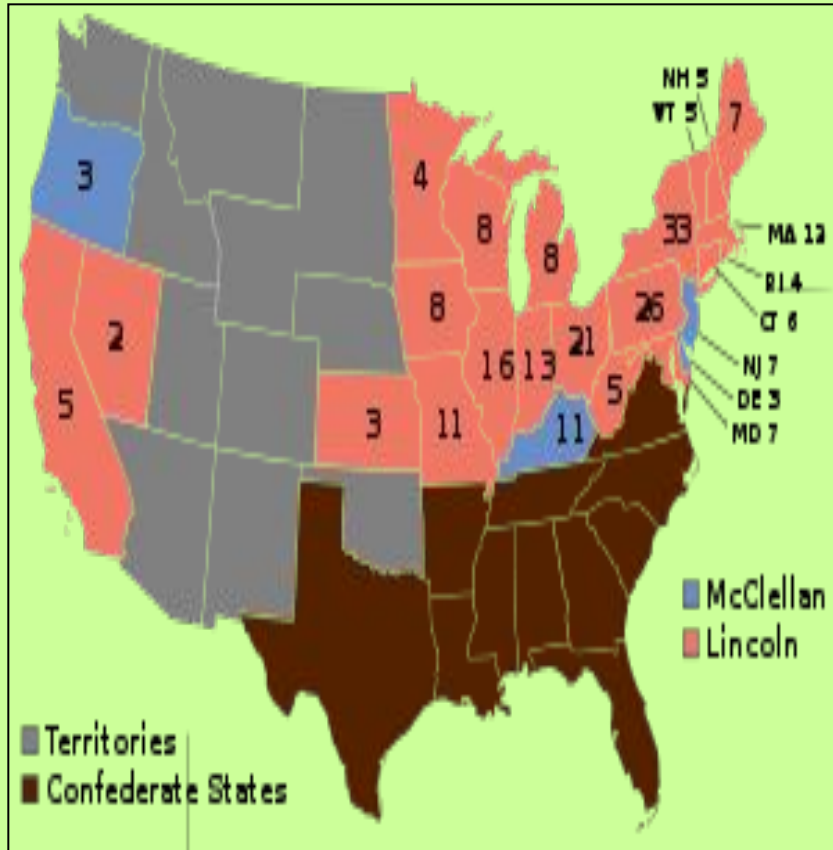 NH 5
VT 5
7
3
4
8
33
8
MA 12
RI 4
8
26
CT 6
2
21
16
13
NJ 7
5
DE 3
5
3
11
11
MD 7
McClellan
Lincoln
Territories
Confederate States